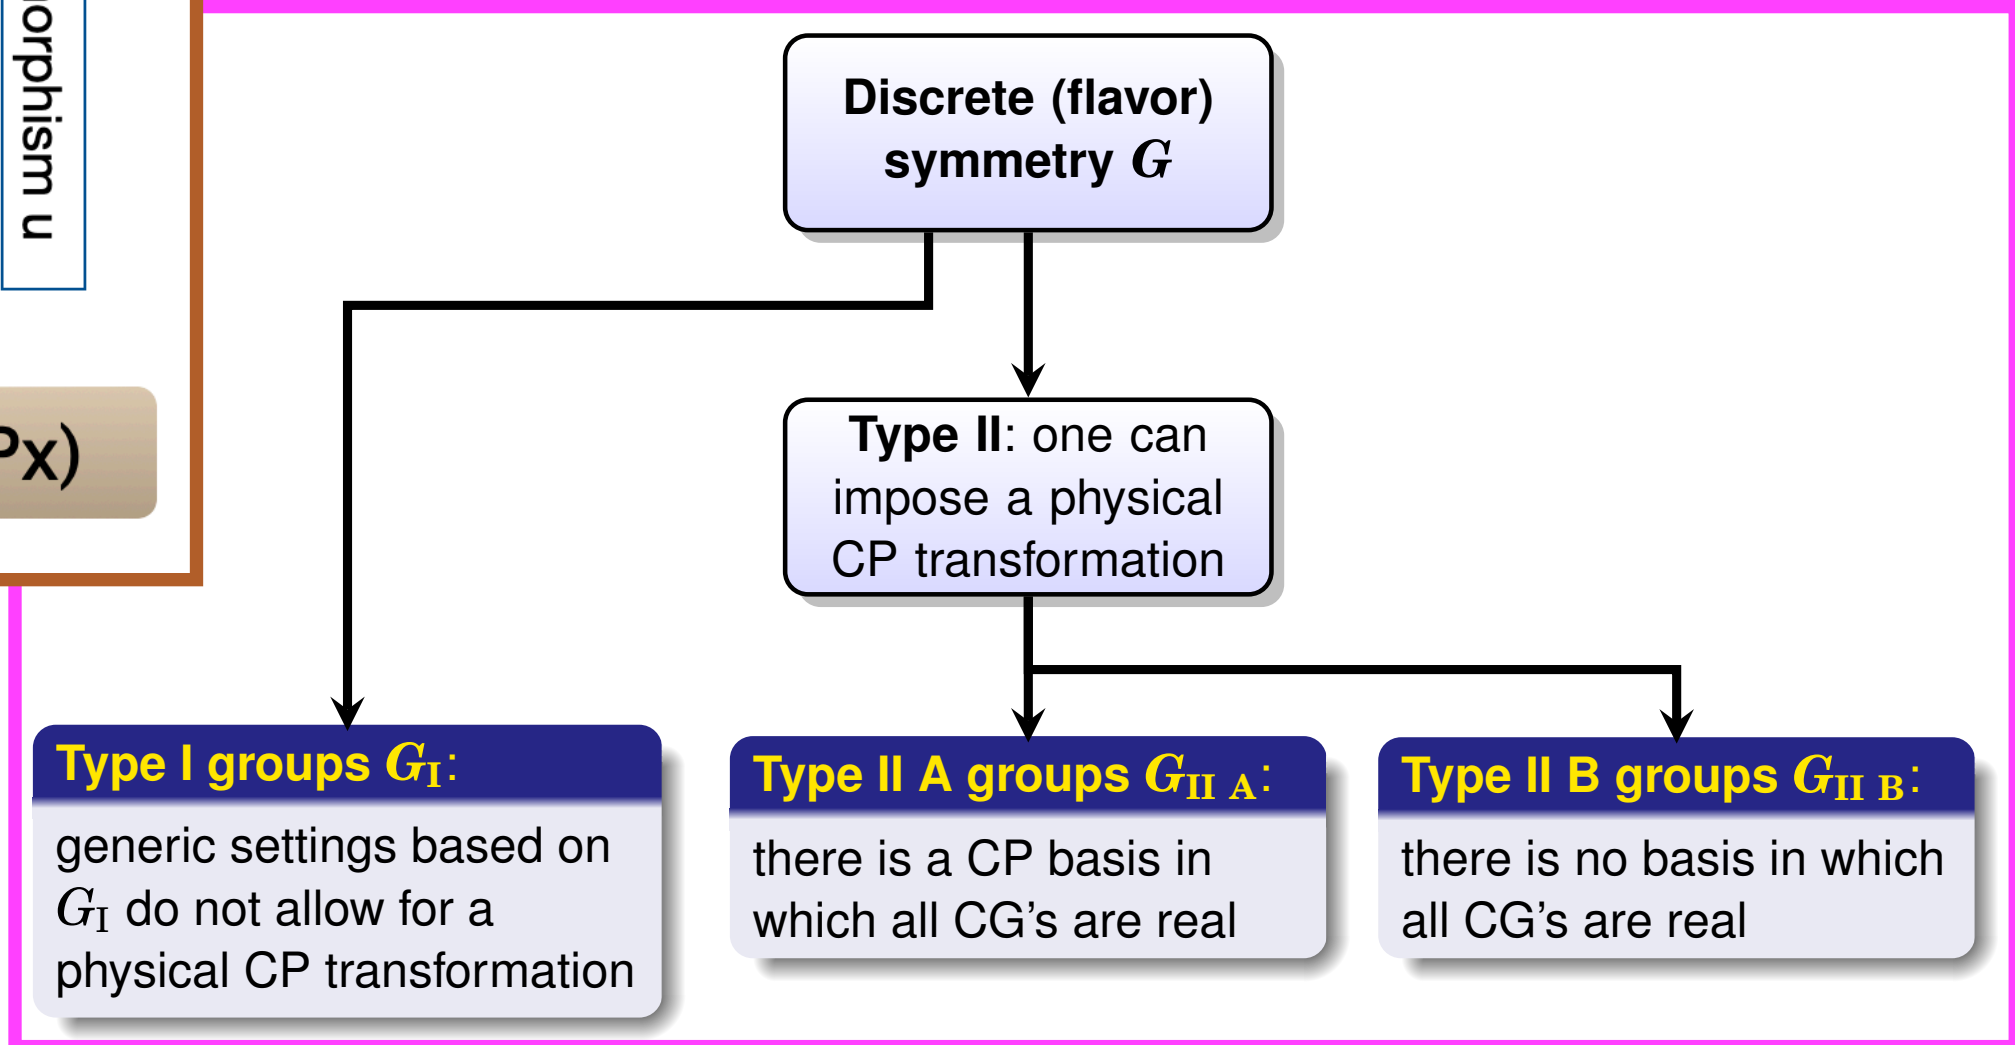 orphism u
Px)
Discrete (flavor)
symmetry G
Type II: one can
impose a physical
CP transformation
Type I groups G_I:
generic settings based on
G_I do not allow for a
physical CP transformation
Type II A groups G_II A:
there is a CP basis in
which all CG's are real
Type II B groups G_II B:
there is no basis in which
all CG's are real